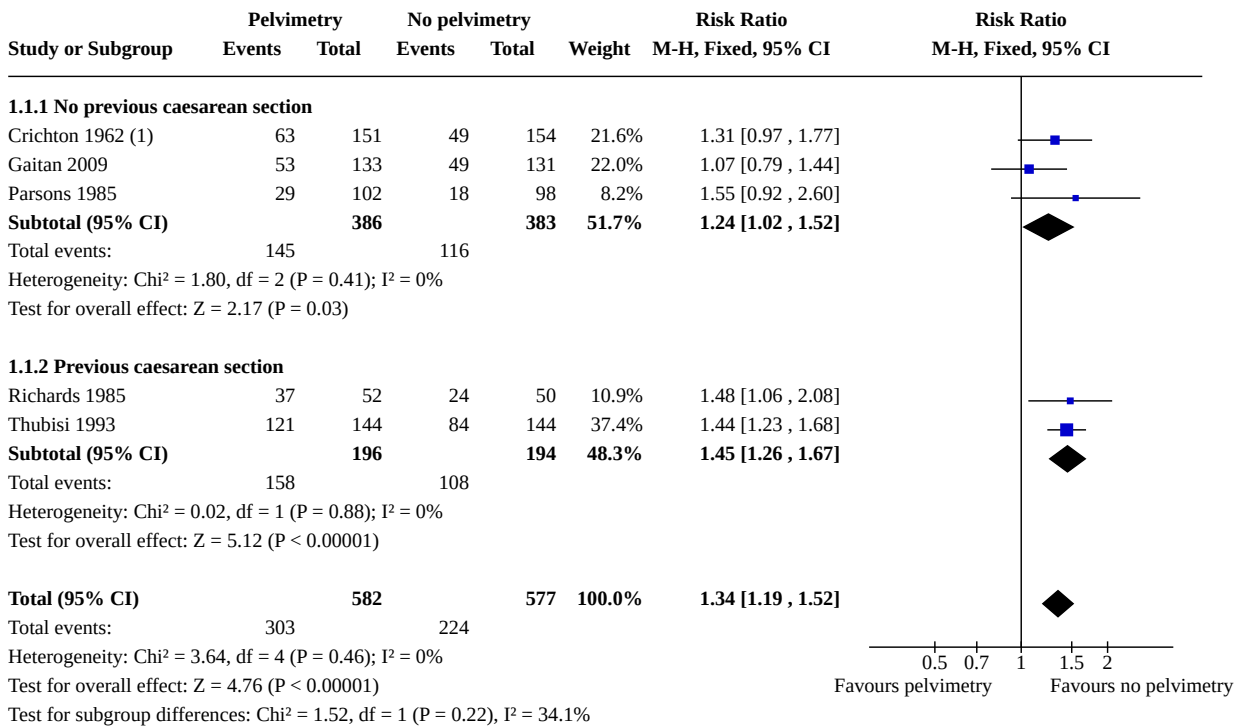 Pelvimetry No pelvimetry Risk Ratio Risk Ratio
Study or Subgroup Events Total Events Total Weight M-H, Fixed, 95% CI M-H, Fixed, 95% CI
1.1.1 No previous caesarean section
Crichton 1962 (1) 63 151 49 154 21.6% 1.31 [0.97 , 1.77]
Gaitan 2009 53 133 49 131 22.0% 1.07 [0.79 , 1.44]
Parsons 1985 29 102 18 98 8.2% 1.55 [0.92 , 2.60]
Subtotal (95% CI) 386 383 51.7% 1.24 [1.02 , 1.52]
Total events: 145 116
Heterogeneity: Chi² = 1.80, df = 2 (P = 0.41); I² = 0%
Test for overall effect: Z = 2.17 (P = 0.03)
1.1.2 Previous caesarean section
Richards 1985 37 52 24 50 10.9% 1.48 [1.06 , 2.08]
Thubisi 1993 121 144 84 144 37.4% 1.44 [1.23 , 1.68]
Subtotal (95% CI) 196 194 48.3% 1.45 [1.26 , 1.67]
Total events: 158 108
Heterogeneity: Chi² = 0.02, df = 1 (P = 0.88); I² = 0%
Test for overall effect: Z = 5.12 (P < 0.00001)
Total (95% CI) 582 577 100.0% 1.34 [1.19 , 1.52]
Total events: 303 224
Heterogeneity: Chi² = 3.64, df = 4 (P = 0.46); I² = 0% 0.5 0.7 1 1.5 2
Test for overall effect: Z = 4.76 (P < 0.00001) Favours pelvimetry Favours no pelvimetry
Test for subgroup differences: Chi² = 1.52, df = 1 (P = 0.22), I² = 34.1%